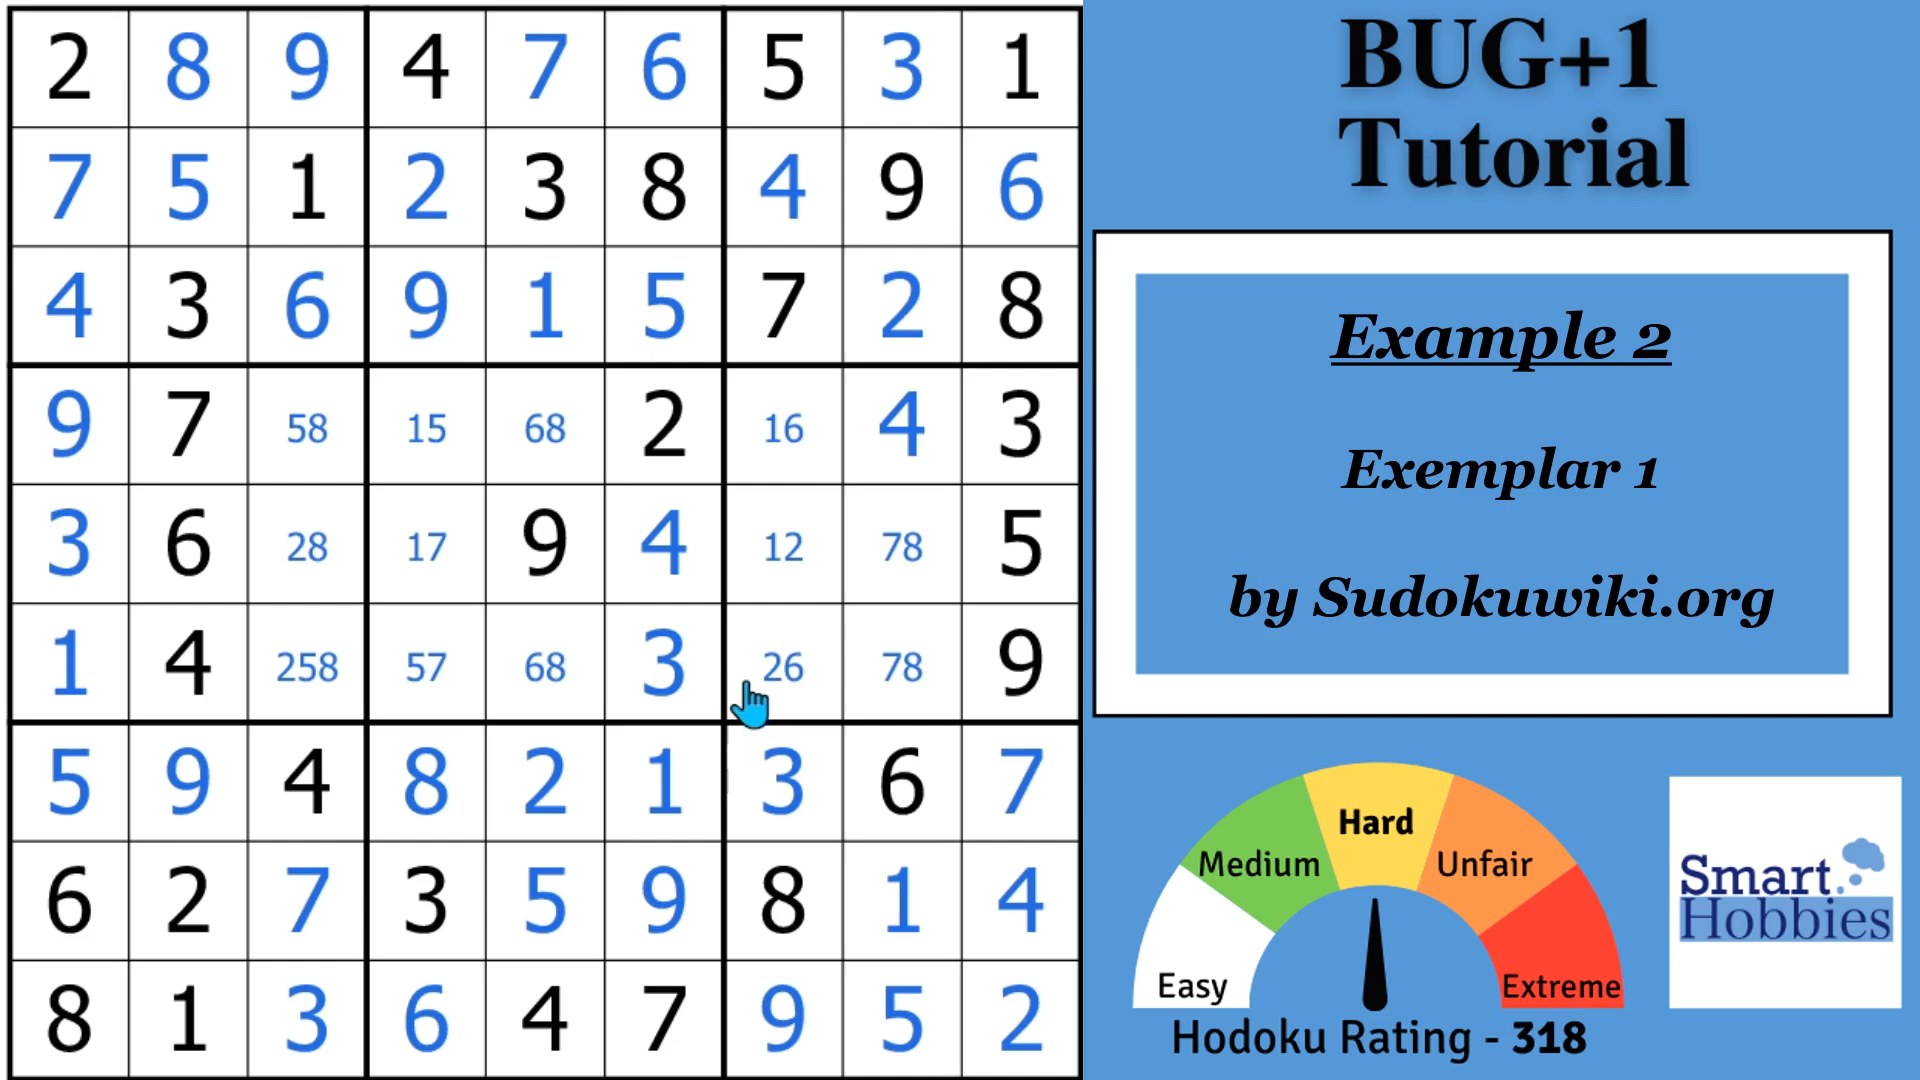 2 8 9 4 7 6 5 3 1
7 5 1 2 3 8 4 9 6
4 3 6 9 1 5 7 2 8
9 7 58 15 68 2 16 4 3
3 6 28 17 9 4 12 78 5
1 4 258 57 68 3 26 78 9
5 9 4 8 2 1 3 6 7
6 2 7 3 5 9 8 1 4
8 1 3 6 4 7 9 5 2
BUG+1
Tutorial
Example 2
Exemplar 1
by Sudokuwiki.org
Easy
Medium
Hard
Unfair
Extreme
Hodoku Rating - 318
Smart
Hobbies